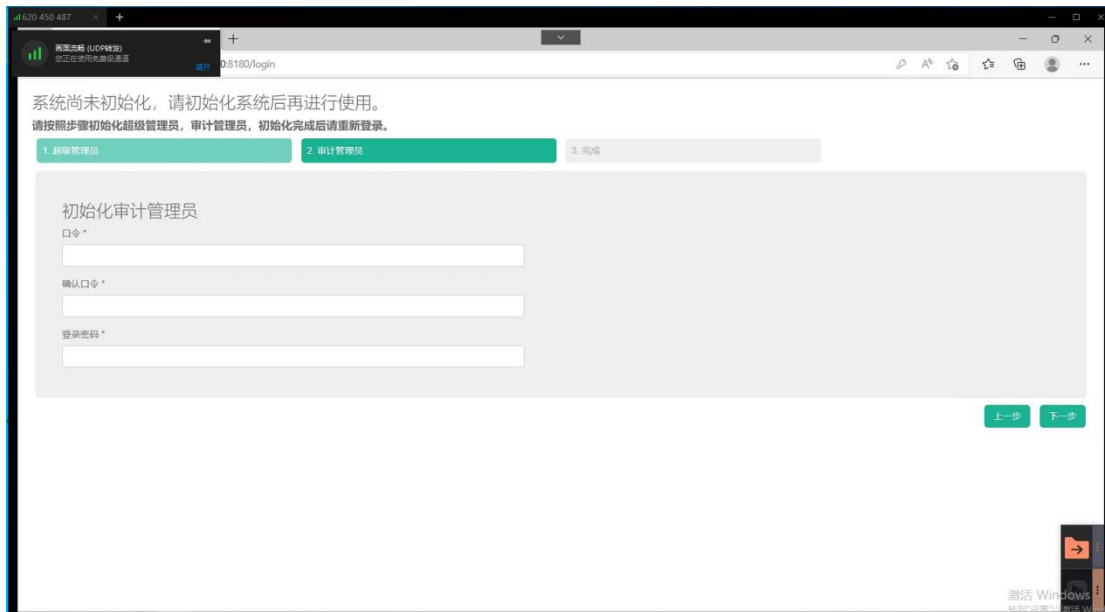 620 450 487
画面流畅 (UDP转发)
您正在使用免费级通道
离开
0:8180/login
系统尚未初始化，请初始化系统后再进行使用。
请按照步骤初始化超级管理员，审计管理员，初始化完成后请重新登录。
1. 超级管理员
2. 审计管理员
3. 完成
初始化审计管理员
口令 *
确认口令 *
登录密码 *
上一步
下一步
激活 Windows